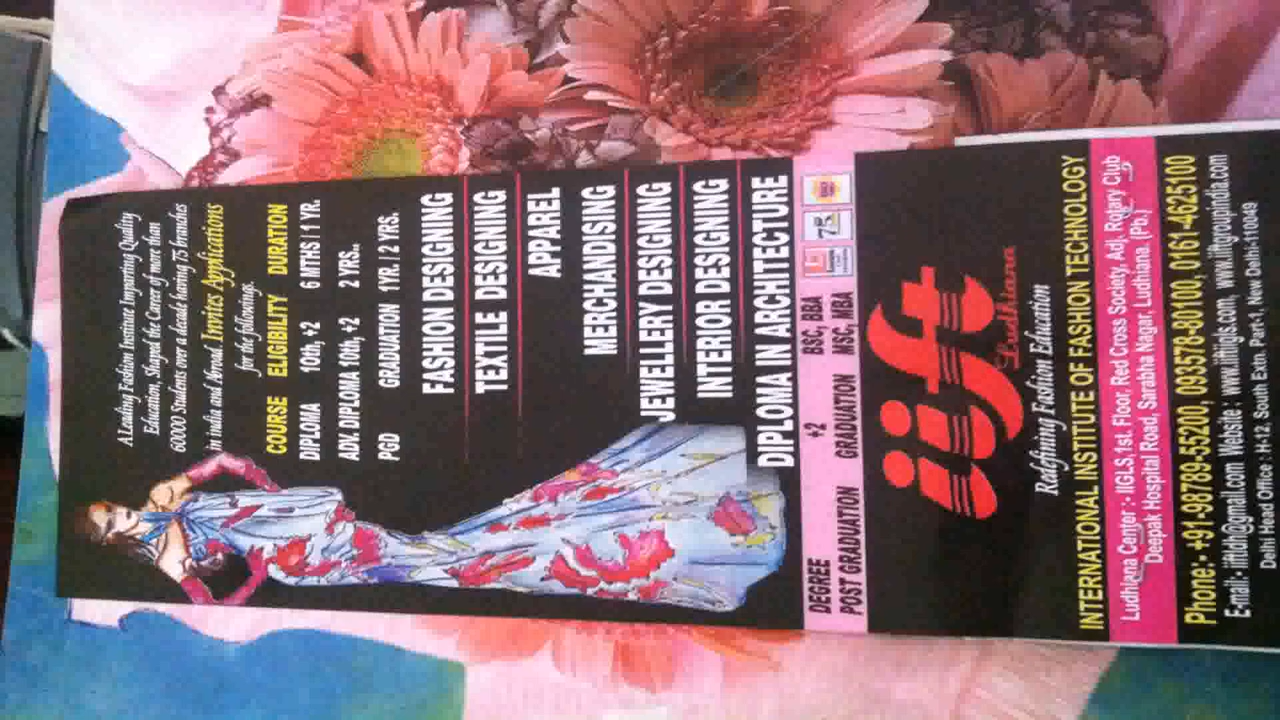 A Leading Fashion Institute Imparting Quality
Education, Shaped the Career of more than
60000 Students over a decade having 75 branches
in india and Abroad Invites Applications
for the followings.
COURSE ELIGIBILITY DURATION
DIPLOMA 10th, +2 6 MTHS | 1 YR.
ADV. DIPLOMA 10th, +2 2 YRS..
PGD GRADUATION 1YR. | 2 YRS.
FASHION DESIGNING
TEXTILE DESIGNING
APPAREL
MERCHANDISING
JEWELLERY DESIGNING
INTERIOR DESIGNING
DIPLOMA IN ARCHITECTURE
DEGREE +2 BSC, BBA
POST GRADUATION GRADUATION MSC, MBA
iift
Ludhiana
Redefining Fashion Education
INTERNATIONAL INSTITUTE OF FASHION TECHNOLOGY
Ludhiana Center :- IIGLS,1st. Floor, Red Cross Society, Adj. Rotary Club
Deepak Hospital Road, Sarabha Nagar, Ludhiana. (Pb.)
Phone:- +91-98789-55200, 093578-80100, 0161-4625100
E-mail:- iiftldh@gmail.com Website : www.iiftiigls.com, www.iiftgroupindia.com
Delhi Head Office : H-12, South Extn. Part-1, New Delhi-110049